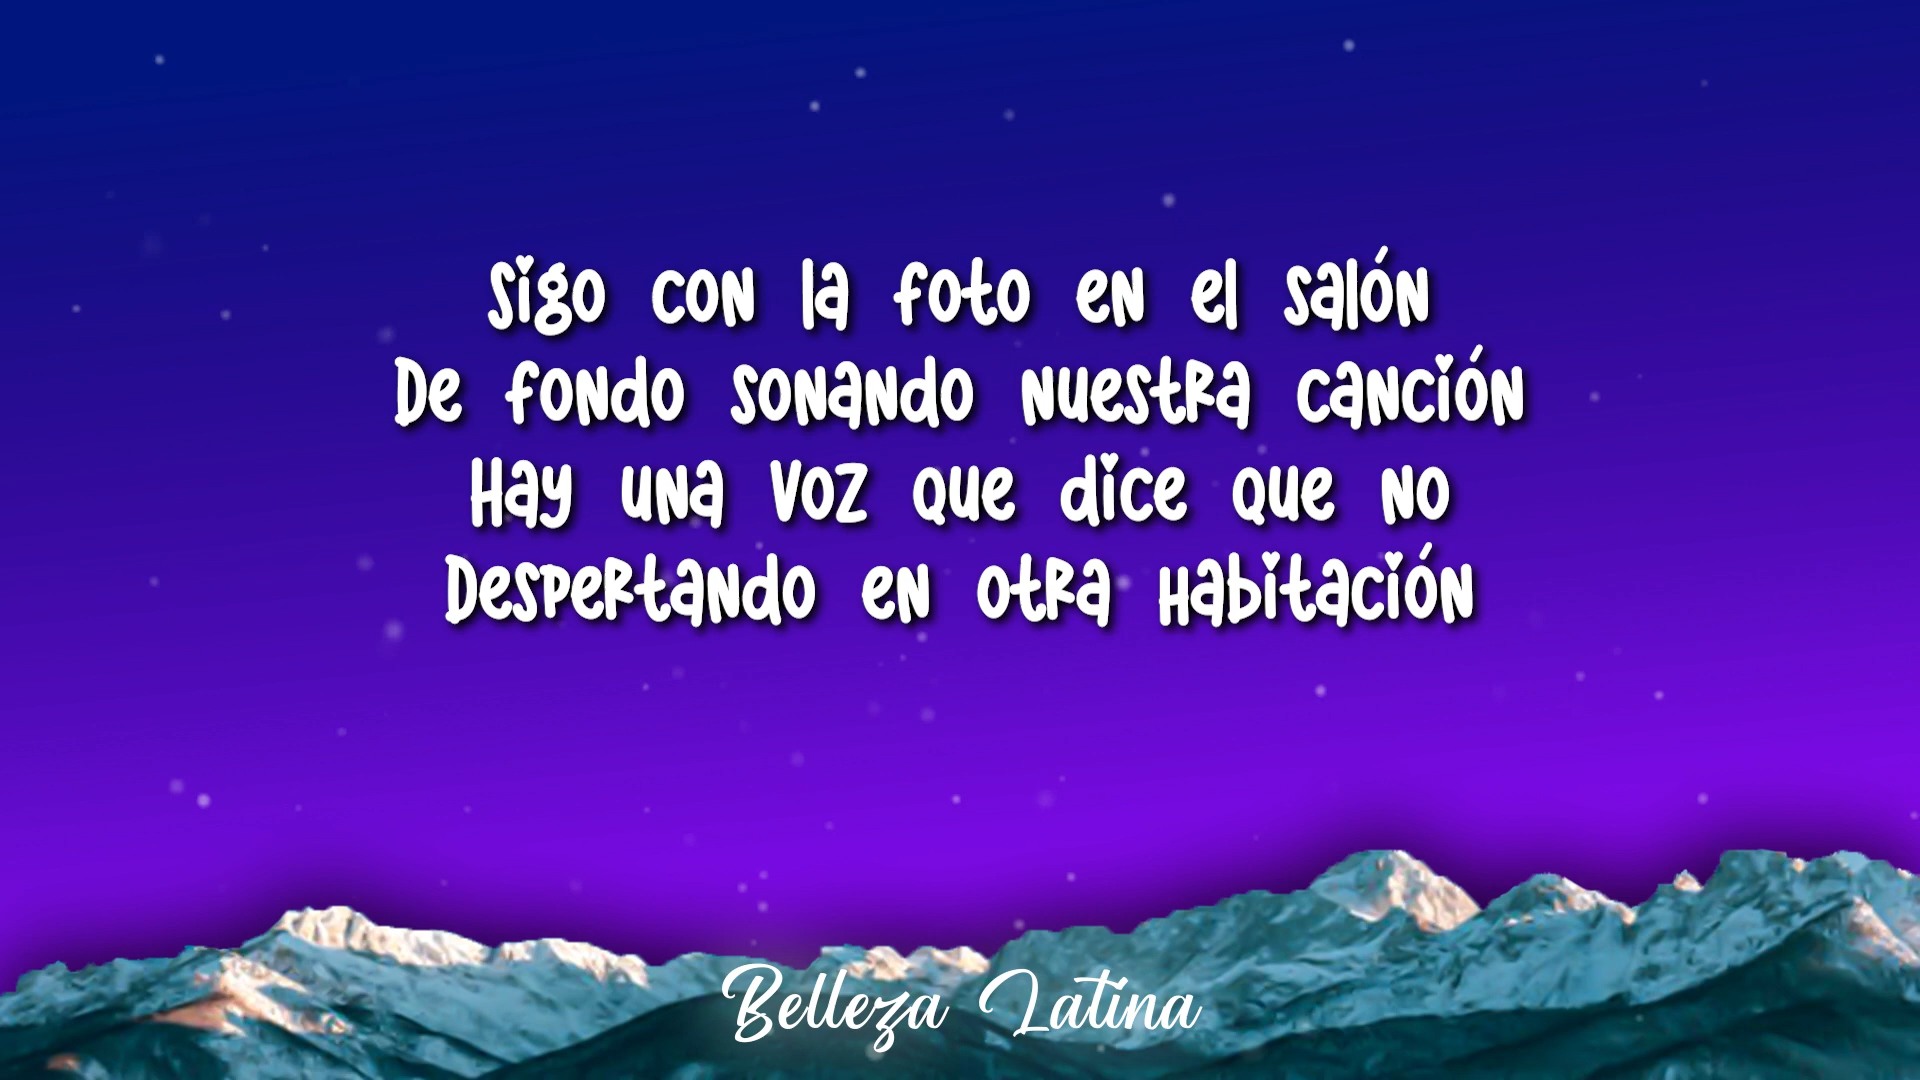 Sigo con la foto en el salón
De fondo sonando nuestra canción
Hay una voz que dice que no
Despertando en otra habitación
Belleza Latina